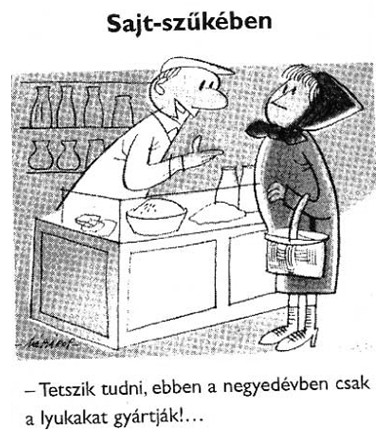 Sajt-szűkében
– Tetszik tudni, ebben a negyedévben csak
a lyukakat gyártják!...